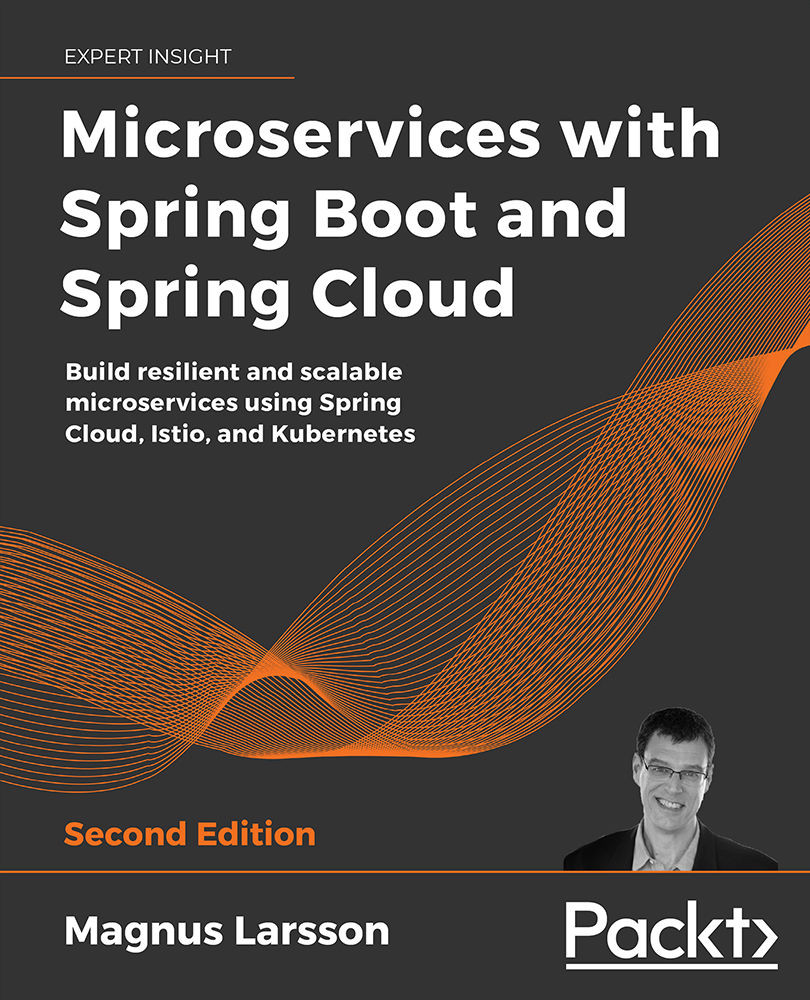 EXPERT INSIGHT
Microservices with
Spring Boot and
Spring Cloud
Build resilient and scalable
microservices using Spring
Cloud, Istio, and Kubernetes
Second Edition
Magnus Larsson
Packt